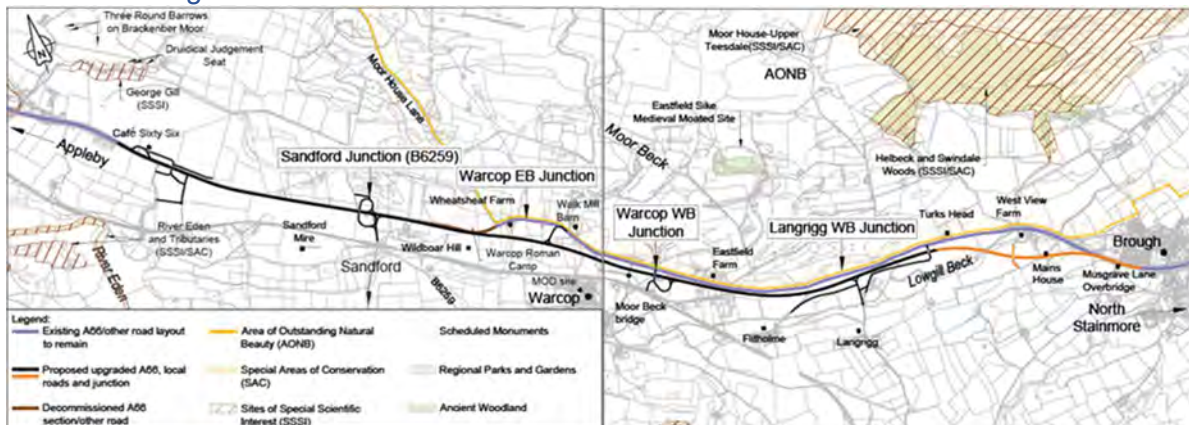 Three Round Barrows
on Brackenber Moor
Druidical Judgement
Seat
George Gill
(SSSI)
Café Sixty Six
Appleby
Moor House Lane
Sandford Junction (B6259)
Warcop EB Junction
Wheatsheaf Farm
Walk Mill
Barn
River Eden
and Tributaries
(SSSI/SAC)
River Eden
Sandford
Mire
Wildboar Hill
Sandford
B6259
Warcop Roman
Camp
MOD site
Warcop
Moor House-Upper
Teesdale(SSSI/SAC)
AONB
Eastfield Sike
Medieval Moated Site
Moor Beck
Helbeck and Swindale
Woods (SSSI/SAC)
Warcop WB
Junction
Langrigg WB Junction
Turks Head
West View
Farm
Brough
Eastfield
Farm
Lowgill Beck
Mains
House
Musgrave Lane
Overbridge
Moor Beck
bridge
Flitholme
Langrigg
North
Stainmore
Legend:
Existing A66/other road layout
to remain
Proposed upgraded A66, local
roads and junction
Decommissioned A66
section/other road
Area of Outstanding Natural
Beauty (AONB)
Special Areas of Conservation
(SAC)
Sites of Special Scientific
Interest (SSSI)
Scheduled Monuments
Regional Parks and Gardens
Ancient Woodland
N